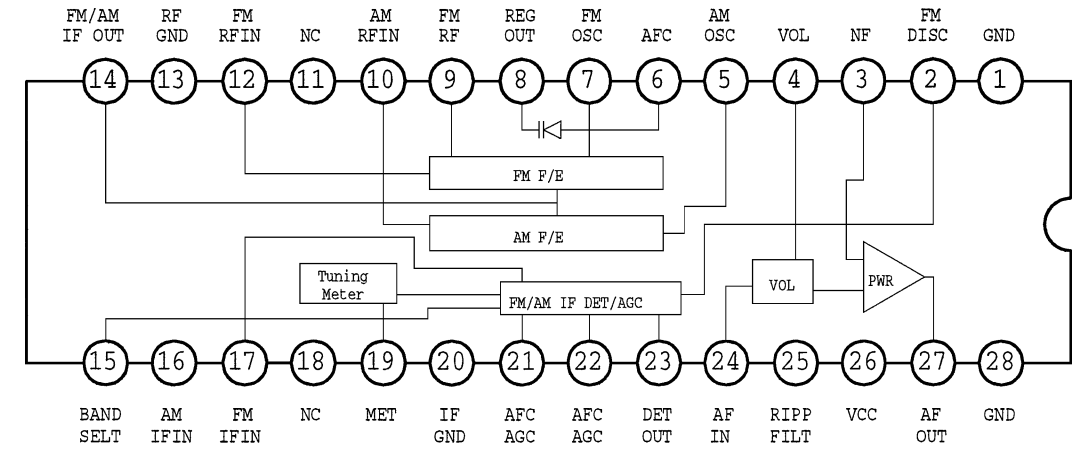 FM/AM RF FM AM FM REG FM AM FM
IF OUT GND RFIN NC RFIN RF OUT OSC AFC OSC VOL NF DISC GND
14 13 12 11 10 9 8 7 6 5 4 3 2 1
FM F/E
AM F/E
Tuning
Meter
FM/AM IF DET/AGC
VOL
PWR
15 16 17 18 19 20 21 22 23 24 25 26 27 28
BAND AM FM NC MET IF AFC AFC DET AF RIPP VCC AF GND
SELT IFIN IFIN GND AGC AGC OUT IN FILT OUT